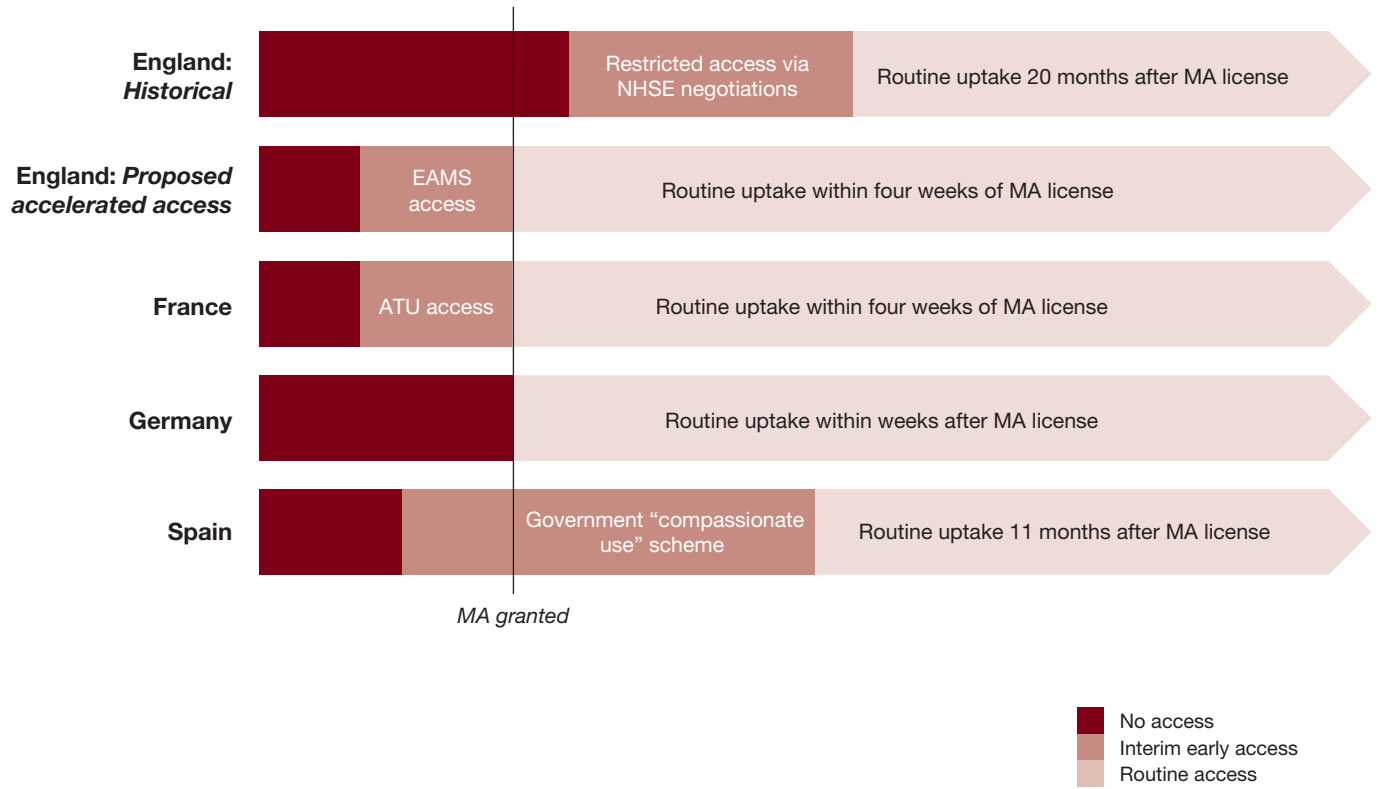 England:
Historical
Restricted access via
NHSE negotiations
Routine uptake 20 months after MA license
England: Proposed
accelerated access
EAMS
access
Routine uptake within four weeks of MA license
France
ATU access
Routine uptake within four weeks of MA license
Germany
Routine uptake within weeks after MA license
Spain
Government “compassionate
use” scheme
Routine uptake 11 months after MA license
MA granted
No access
Interim early access
Routine access